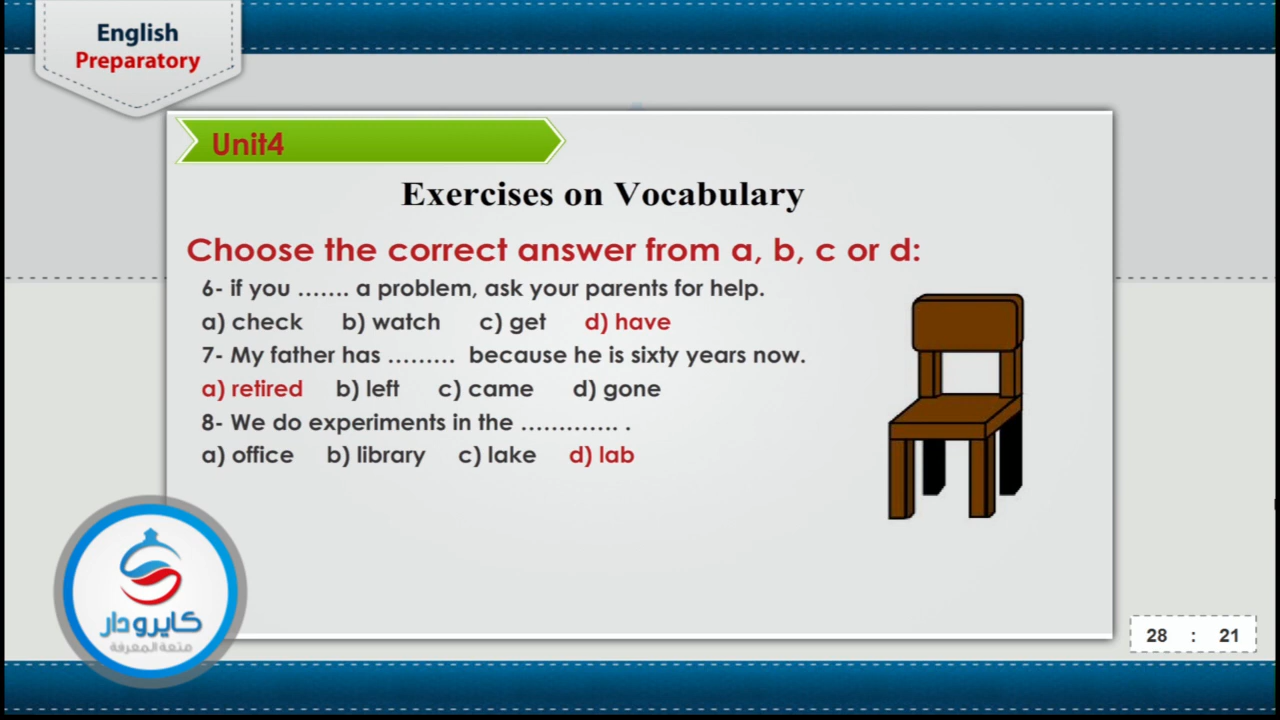 English
Preparatory
Unit4
Exercises on Vocabulary
Choose the correct answer from a, b, c or d:
6- if you ....... a problem, ask your parents for help.
a) check b) watch c) get d) have
7- My father has ......... because he is sixty years now.
a) retired b) left c) came d) gone
8- We do experiments in the ............. .
a) office b) library c) lake d) lab
كايرودار
متعة المعرفة
28 : 21